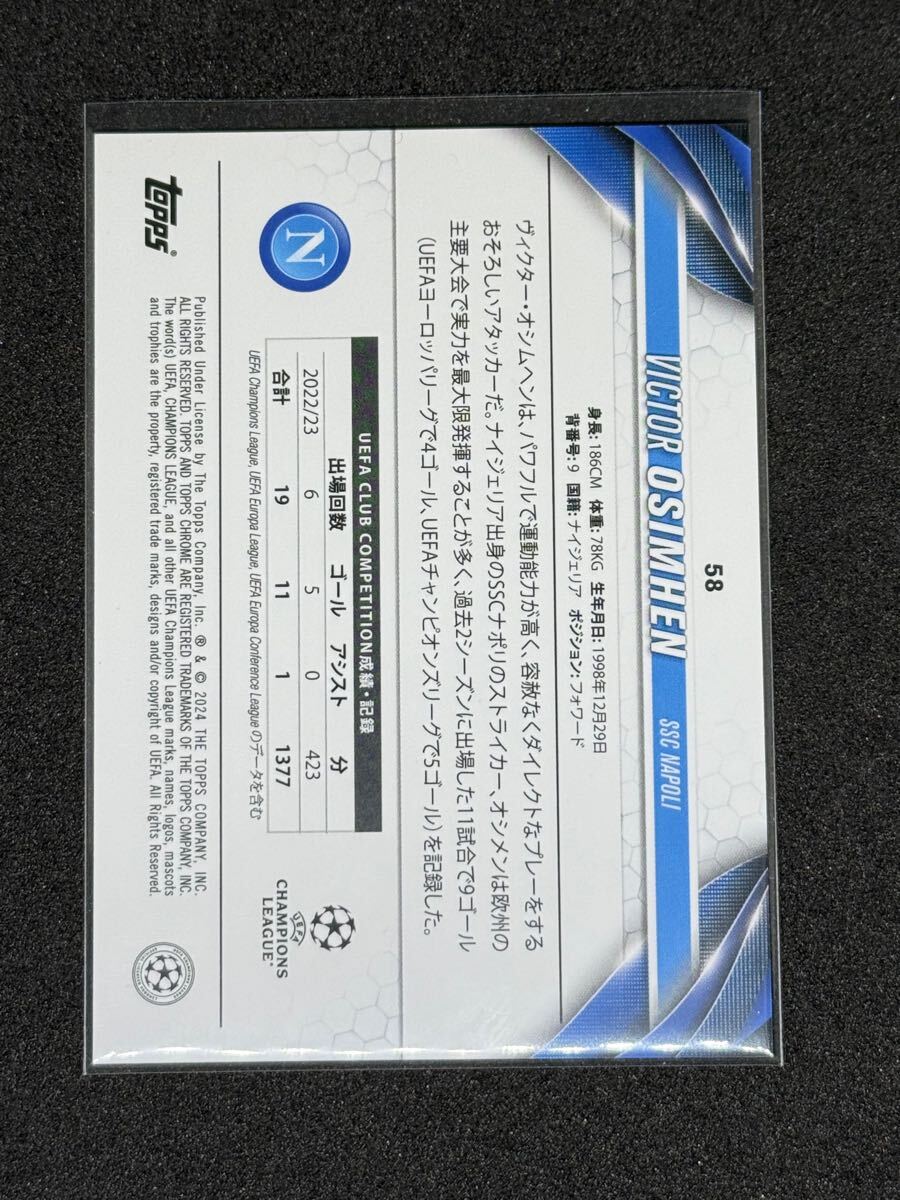 58
VICTOR OSIMHEN SSC NAPOLI
身長: 186CM 体重: 78KG 生年月日: 1998年12月29日
背番号: 9 国籍: ナイジェリア ポジション: フォワード
ヴィクター・オシムヘンは、パワフルで運動能力が高く、容赦なくダイレクトなプレーをする
おそろしいアタッカーだ。ナイジェリア出身のSSCナポリのストライカー、オシメンは欧州の
主要大会で実力を最大限発揮することが多く、過去2シーズンに出場した11試合で9ゴール
(UEFAヨーロッパリーグで4ゴール、UEFAチャンピオンズリーグで5ゴール)を記録した。
N
UEFA CLUB COMPETITION成績・記録
出場回数 ゴール アシスト 分
2022/23 6 5 0 423
合計 19 11 1 1377
UEFA Champions League, UEFA Europa League, UEFA Europa Conference League のデータを含む
UEFA
CHAMPIONS
LEAGUE®
topps®
Published Under License by The Topps Company, Inc. ® & © 2024 THE TOPPS COMPANY, INC.
ALL RIGHTS RESERVED. TOPPS AND TOPPS CHROME ARE REGISTERED TRADEMARKS OF THE TOPPS COMPANY, INC.
The word(s) UEFA, CHAMPIONS LEAGUE, and all other UEFA Champions League marks, names, logos, mascots
and trophies are the property, registered trade marks, designs and/or copyright of UEFA. All Rights Reserved.